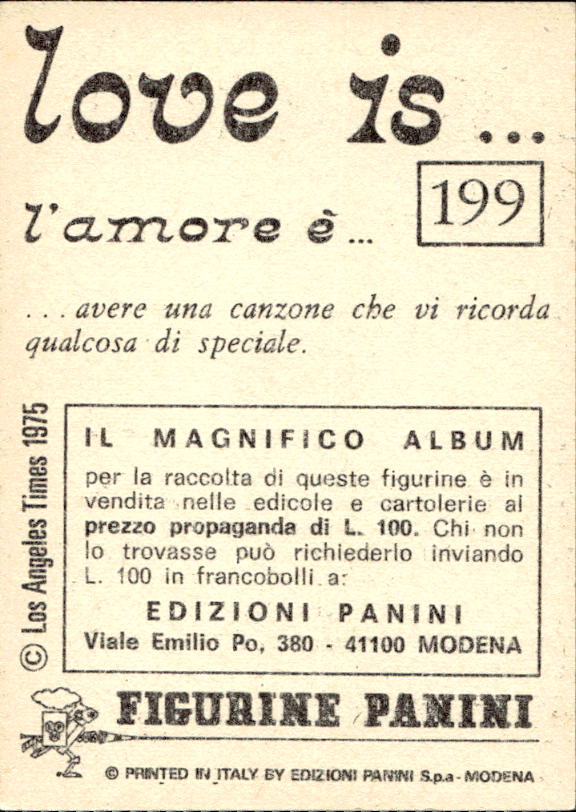 love is...
199
l'amore è...
...avere una canzone che vi ricorda
qualcosa di speciale.
© Los Angeles Times 1975
IL MAGNIFICO ALBUM
per la raccolta di queste figurine è in
vendita nelle edicole e cartolerie al
prezzo propaganda di L. 100. Chi non
lo trovasse può richiederlo inviando
L. 100 in francobolli a:
EDIZIONI PANINI
Viale Emilio Po, 380 - 41100 MODENA
FIGURINE PANINI
© PRINTED IN ITALY BY EDIZIONI PANINI S.p.a - MODENA